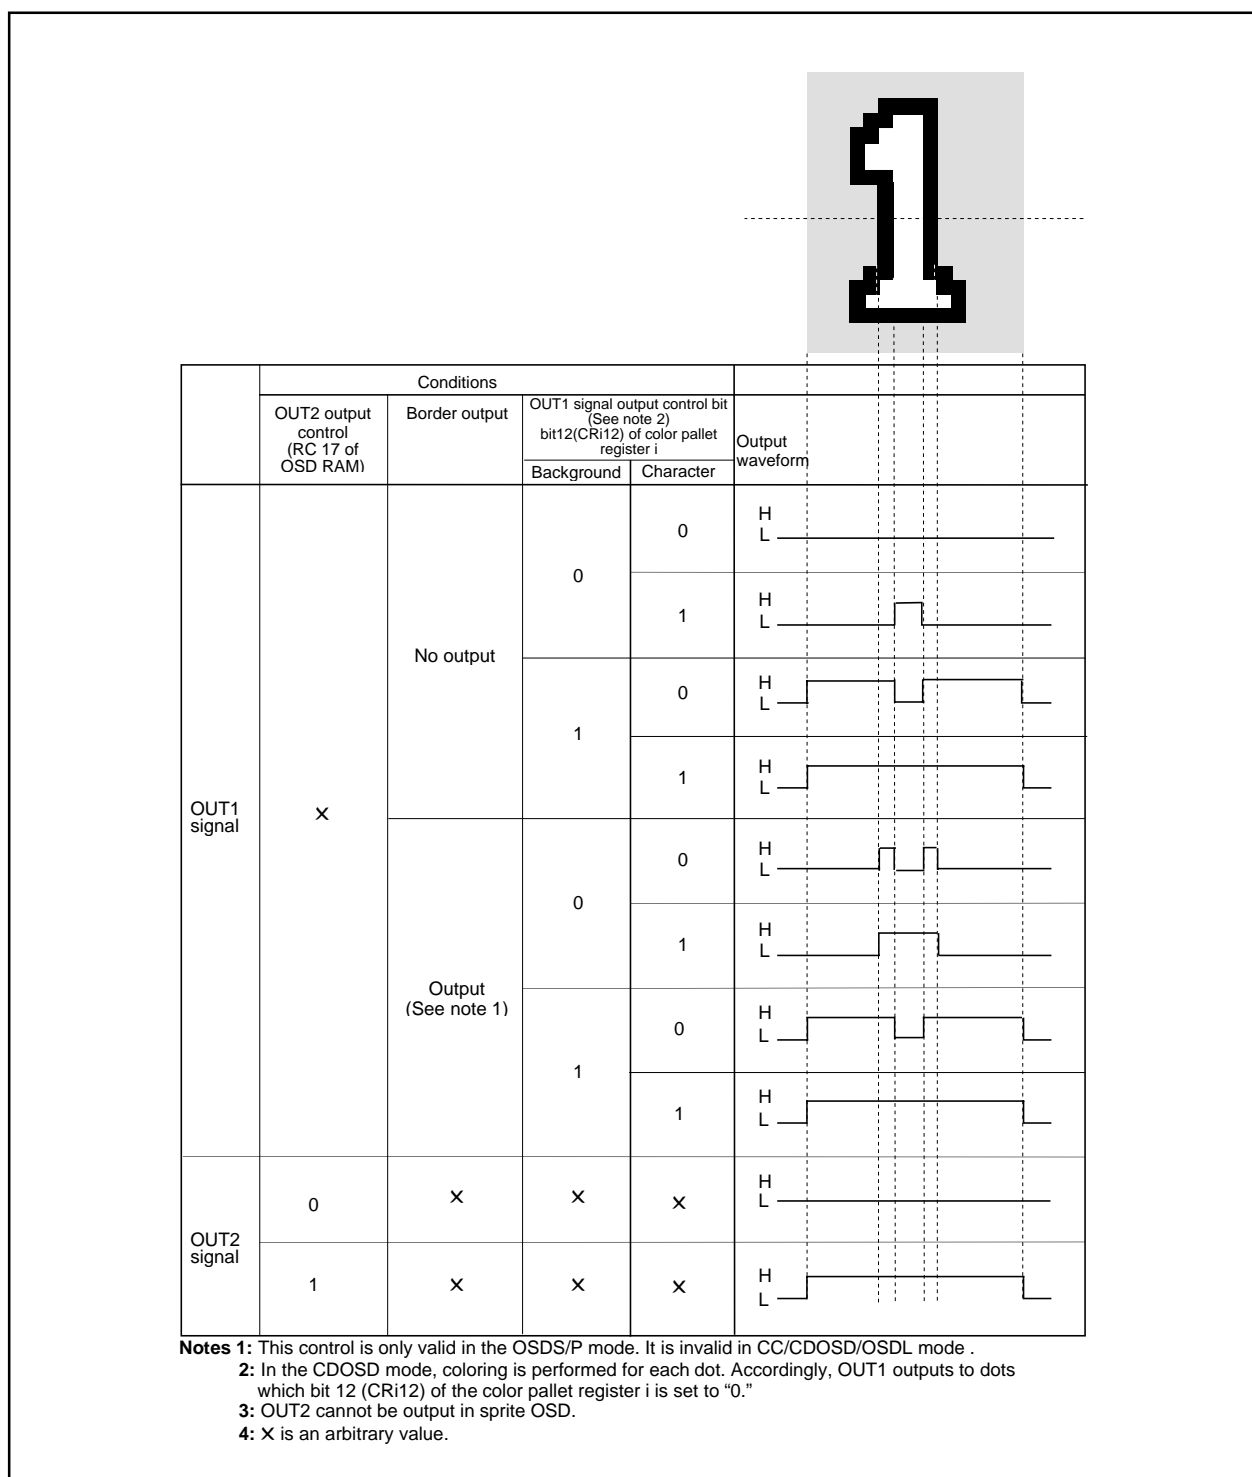 1
Conditions
OUT2 output
control
(RC 17 of
OSD RAM)
Border output
OUT1 signal output control bit
(See note 2)
bit12(CRi12) of color pallet
register i
Background
Character
Output
waveform
OUT1
signal
×
No output
0
0
H
L
1
H
L
1
0
H
L
1
H
L
Output
(See note 1)
0
0
H
L
1
H
L
1
0
H
L
1
H
L
OUT2
signal
0
×
×
×
H
L
1
×
×
×
H
L
Notes 1: This control is only valid in the OSDS/P mode. It is invalid in CC/CDOSD/OSDL mode .
2: In the CDOSD mode, coloring is performed for each dot. Accordingly, OUT1 outputs to dots
which bit 12 (CRi12) of the color pallet register i is set to “0.”
3: OUT2 cannot be output in sprite OSD.
4: × is an arbitrary value.